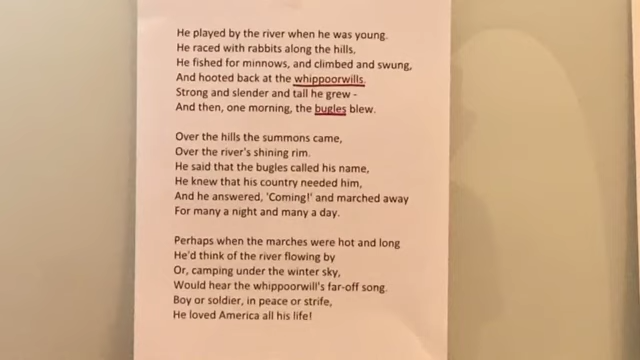 He played by the river when he was young.
He raced with rabbits along the hills,
He fished for minnows, and climbed and swung,
And hooted back at the whippoorwills.
Strong and slender and tall he grew -
And then, one morning, the bugles blew.
Over the hills the summons came,
Over the river's shining rim.
He said that the bugles called his name,
He knew that his country needed him,
And he answered, 'Coming!' and marched away
For many a night and many a day.
Perhaps when the marches were hot and long
He'd think of the river flowing by
Or, camping under the winter sky,
Would hear the whippoorwill's far-off song.
Boy or soldier, in peace or strife,
He loved America all his life!